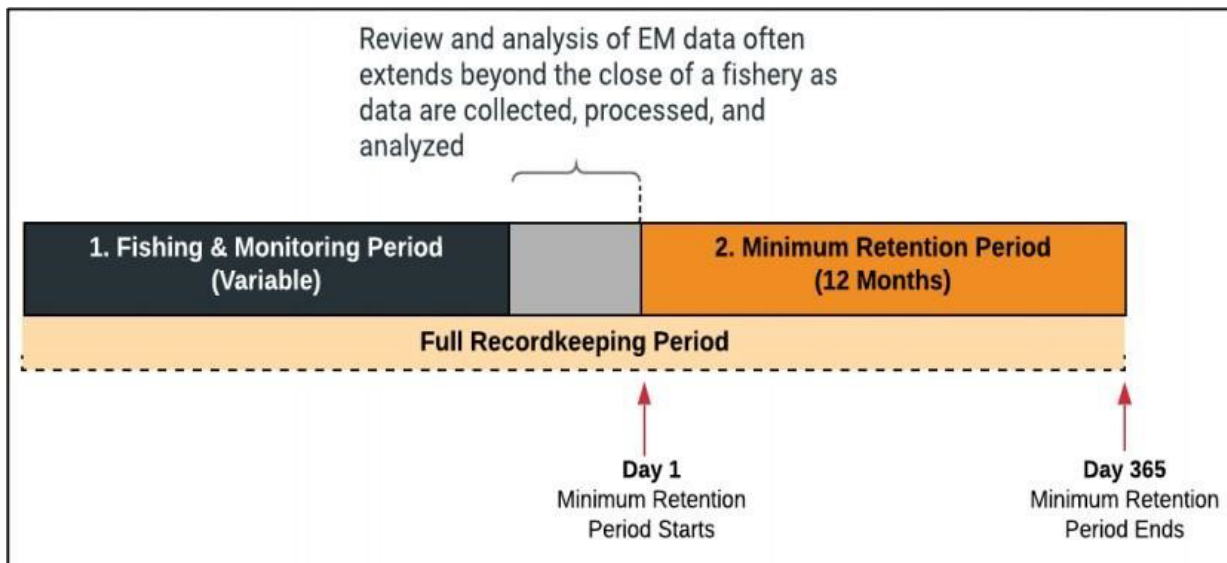 Review and analysis of EM data often
extends beyond the close of a fishery as
data are collected, processed, and
analyzed
1. Fishing & Monitoring Period
(Variable)
2. Minimum Retention Period
(12 Months)
Full Recordkeeping Period
Day 1
Minimum Retention
Period Starts
Day 365
Minimum Retention
Period Ends